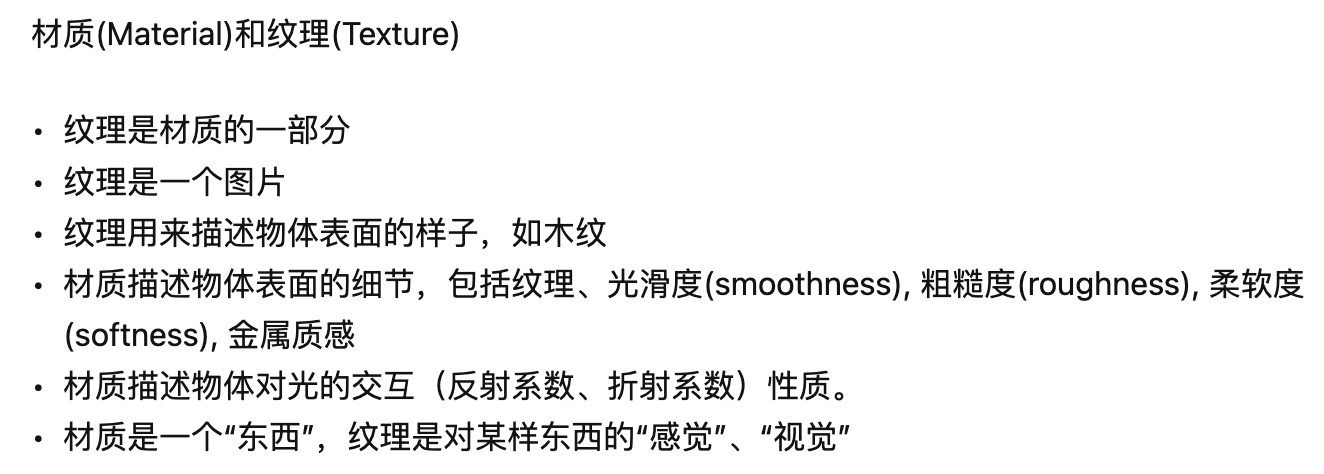 材质(Material)和纹理(Texture)
• 纹理是材质的一部分
• 纹理是一个图片
• 纹理用来描述物体表面的样子，如木纹
• 材质描述物体表面的细节，包括纹理、光滑度(smoothness), 粗糙度(roughness), 柔软度
(softness), 金属质感
• 材质描述物体对光的交互（反射系数、折射系数）性质。
• 材质是一个“东西”，纹理是对某样东西的“感觉”、“视觉”